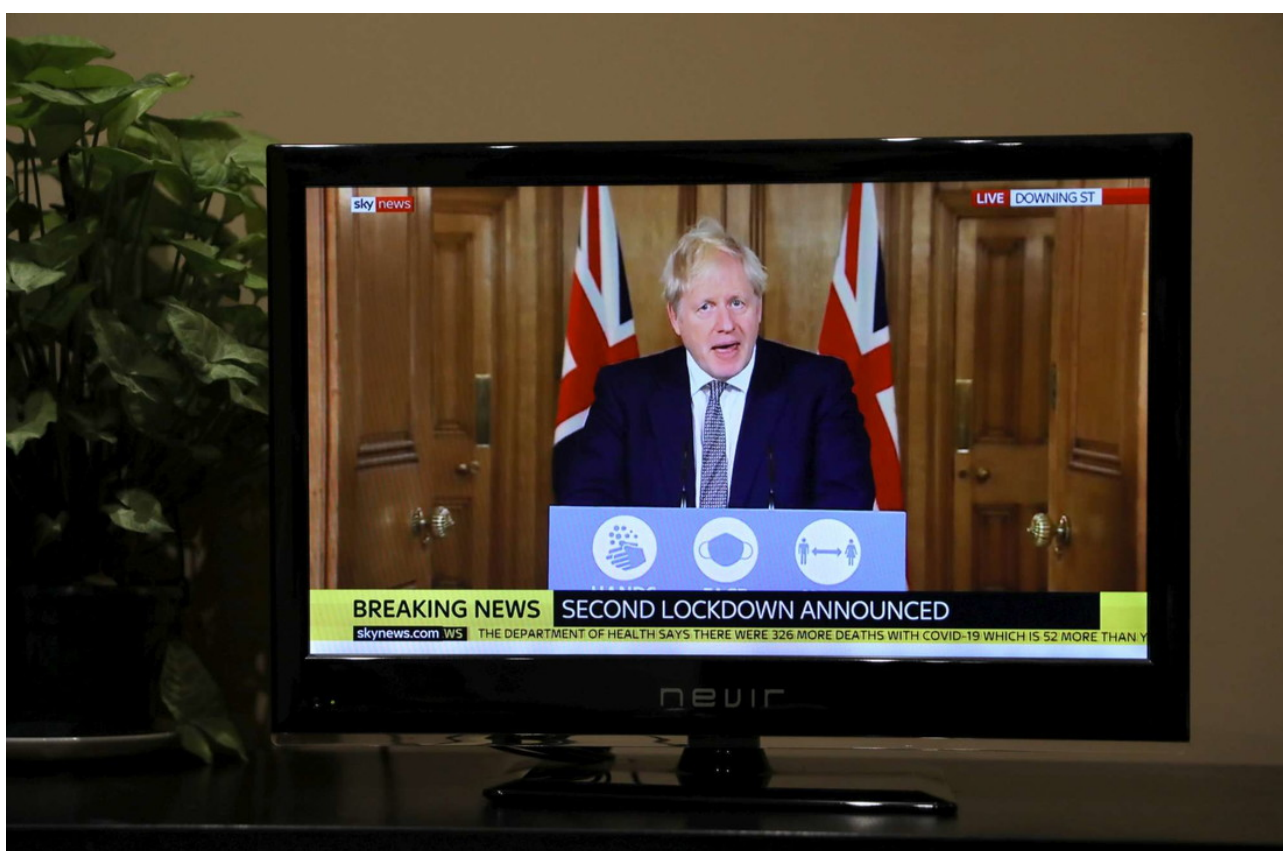 sky news
LIVE DOWNING ST
BREAKING NEWS SECOND LOCKDOWN ANNOUNCED
skynews.com WS THE DEPARTMENT OF HEALTH SAYS THERE WERE 326 MORE DEATHS WITH COVID-19 WHICH IS 52 MORE THAN Y
nevir